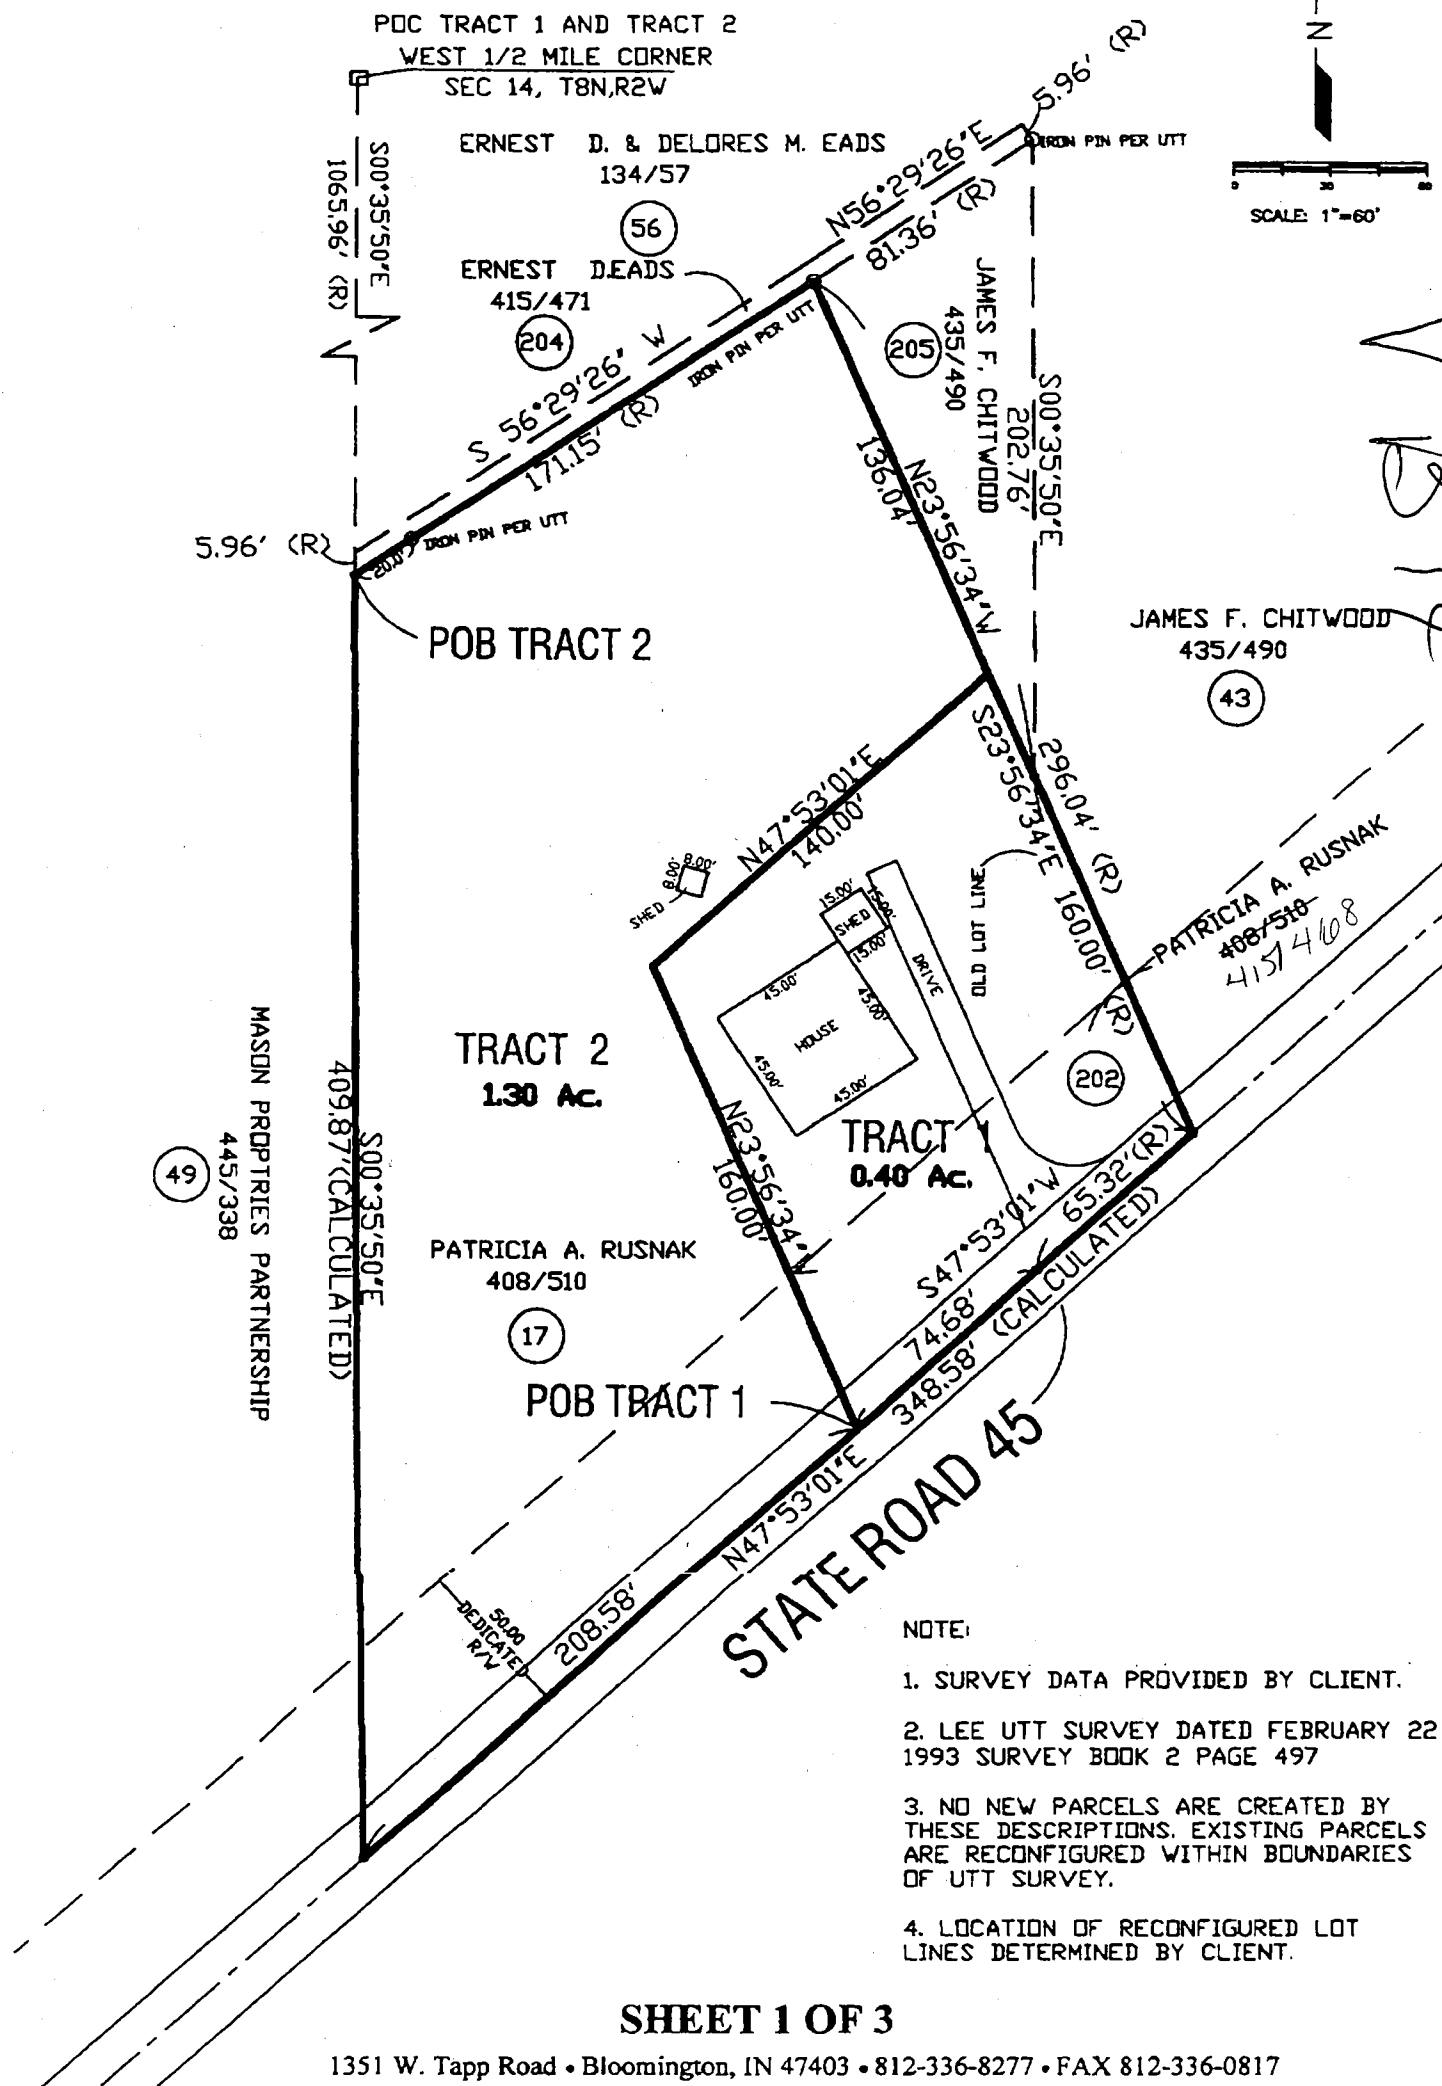 POC TRACT 1 AND TRACT 2
WEST 1/2 MILE CORNER
SEC 14, T8N,R2W
N
SCALE: 1"=60'
0 30 60
S00°35'50"E
1065.96' (R)
ERNEST D. & DELORES M. EADS
134/57
56
ERNEST D.EADS
415/471
204
5.96' (R)
IRON PIN PER UTT
N56°29'26"E
81.36' (R)
S 56°29'26" W
171.15' (R)
IRON PIN PER UTT
205
JAMES F. CHITWOOD
435/490
S00°35'50"E
202.76'
136.04'
N23°56'34"W
5.96' (R)
20.0'
IRON PIN PER UTT
POB TRACT 2
JAMES F. CHITWOOD
435/490
43
N47°53'01"E
140.00'
S23°56'34"E 160.00' (R)
296.04' (R)
OLD LOT LINE
8.00' 8.00'
SHED
15.00' 15.00'
SHED
15.00'
DRIVE
45.00' 45.00'
HOUSE
45.00' 45.00'
PATRICIA A. RUSNAK
408/510
415/468
202
TRACT 2
1.30 Ac.
TRACT 1
0.40 Ac.
MASON PROPTRIES PARTNERSHIP
445/338
49
409.87'(CALCULATED)
S00°35'50"E
N23°56'34"W
160.00'
PATRICIA A. RUSNAK
408/510
17
POB TRACT 1
S47°53'01"W
74.68'
65.32'(R)
348.58' (CALCULATED)
N47°53'01"E
208.58'
50.00
DEDICATED
R/W
STATE ROAD 45
NOTE:
1. SURVEY DATA PROVIDED BY CLIENT.
2. LEE UTT SURVEY DATED FEBRUARY 22
1993 SURVEY BOOK 2 PAGE 497
3. NO NEW PARCELS ARE CREATED BY
THESE DESCRIPTIONS. EXISTING PARCELS
ARE RECONFIGURED WITHIN BOUNDARIES
OF UTT SURVEY.
4. LOCATION OF RECONFIGURED LOT
LINES DETERMINED BY CLIENT.
SHEET 1 OF 3
1351 W. Tapp Road • Bloomington, IN 47403 • 812-336-8277 • FAX 812-336-0817